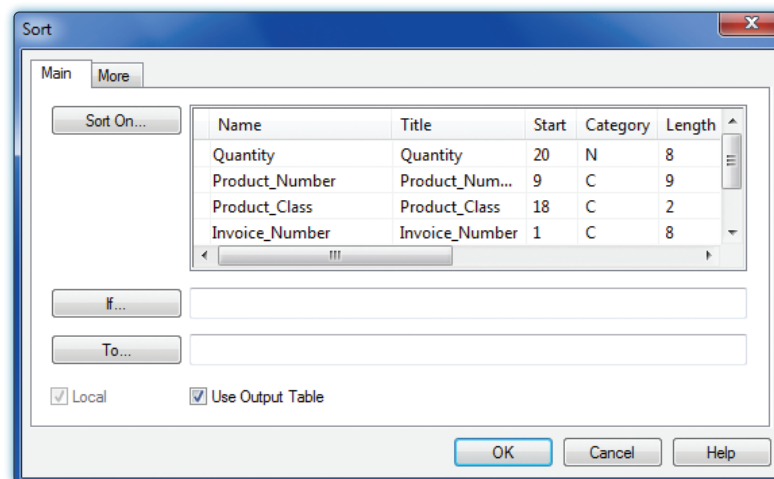 Sort
Main More
Sort On...
Name Title Start Category Length
Quantity Quantity 20 N 8
Product_Number Product_Num... 9 C 9
Product_Class Product_Class 18 C 2
Invoice_Number Invoice_Number 1 C 8
If...
To...
Local Use Output Table
OK Cancel Help